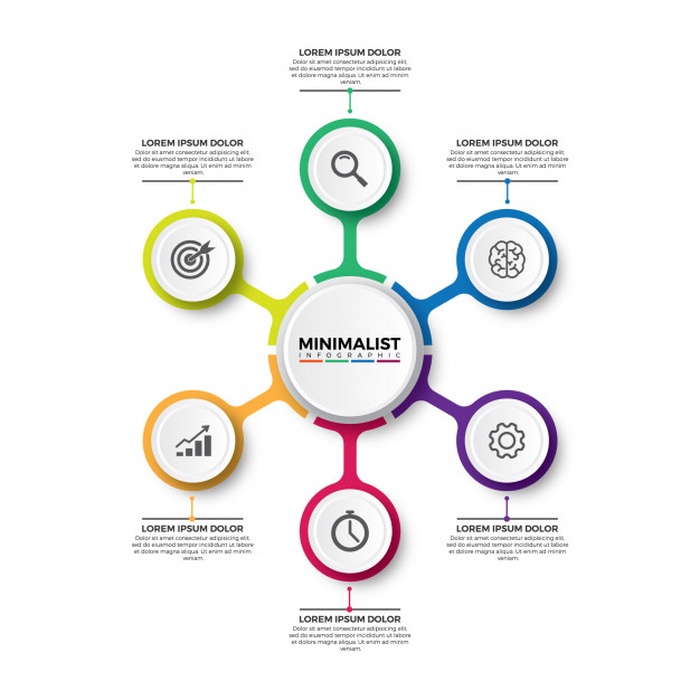 LOREM IPSUM DOLOR
Dolor sit amet consectetur adipisicing elit,
sed do eiusmod tempor incididunt ut labore
et dolore magna aliqua. Ut enim ad minim
veniam.
LOREM IPSUM DOLOR
Dolor sit amet consectetur adipisicing elit,
sed do eiusmod tempor incididunt ut labore
et dolore magna aliqua. Ut enim ad minim
veniam.
LOREM IPSUM DOLOR
Dolor sit amet consectetur adipisicing elit,
sed do eiusmod tempor incididunt ut labore
et dolore magna aliqua. Ut enim ad minim
veniam.
MINIMALIST
INFOGRAPHIC
LOREM IPSUM DOLOR
Dolor sit amet consectetur adipisicing elit,
sed do eiusmod tempor incididunt ut labore
et dolore magna aliqua. Ut enim ad minim
veniam.
LOREM IPSUM DOLOR
Dolor sit amet consectetur adipisicing elit,
sed do eiusmod tempor incididunt ut labore
et dolore magna aliqua. Ut enim ad minim
veniam.
LOREM IPSUM DOLOR
Dolor sit amet consectetur adipisicing elit,
sed do eiusmod tempor incididunt ut labore
et dolore magna aliqua. Ut enim ad minim
veniam.